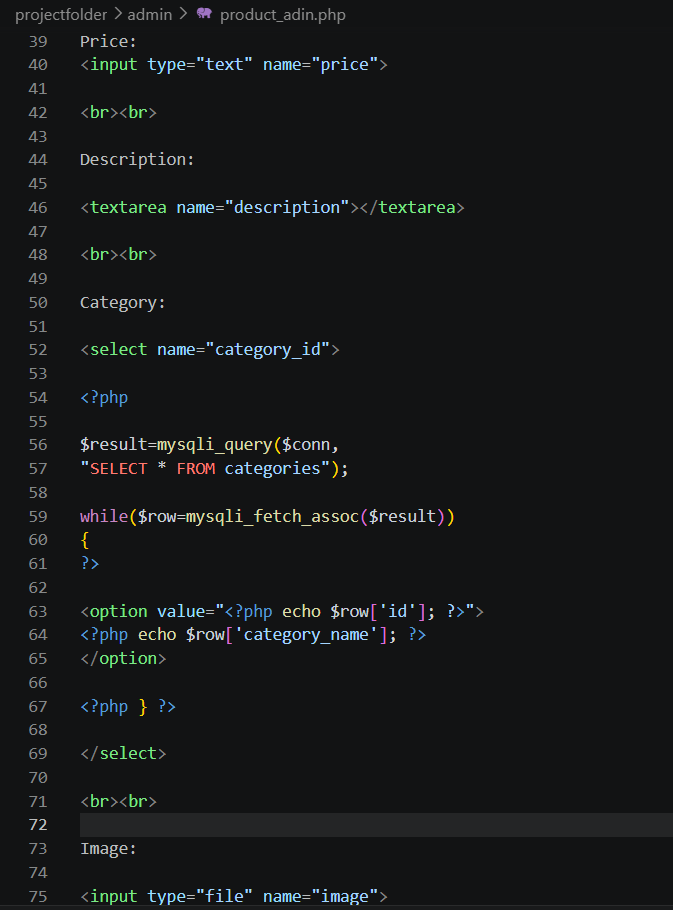 projectfolder > admin > product_adin.php
39 Price:
40 <input type="text" name="price">
41
42 <br><br>
43
44 Description:
45
46 <textarea name="description"></textarea>
47
48 <br><br>
49
50 Category:
51
52 <select name="category_id">
53
54 <?php
55
56 $result=mysqli_query($conn,
57 "SELECT * FROM categories");
58
59 while($row=mysqli_fetch_assoc($result))
60 {
61 ?>
62
63 <option value="<?php echo $row['id']; ?>">
64 <?php echo $row['category_name']; ?>
65 </option>
66
67 <?php } ?>
68
69 </select>
70
71 <br><br>
72
73 Image:
74
75 <input type="file" name="image">